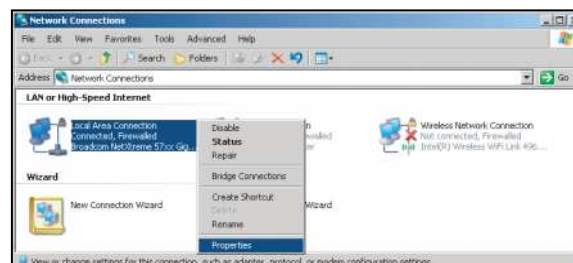 Network Connections
File Edit View Favorites Tools Advanced Help
Search Folders
Address Network Connections Go
LAN or High-Speed Internet
Local Area Connection
Connected, Firewalled
Broadcom NetXtreme 57xx Gig...
Disable
Status
Repair
Bridge Connections
Create Shortcut
Delete
Rename
Properties
Wireless Network Connection
Not connected, Firewalled
Intel(R) Wireless WiFi Link 496...
Wizard
New Connection Wizard
Wizard
View or change settings for this connection, such as adapter, protocol, or modem configuration settings.